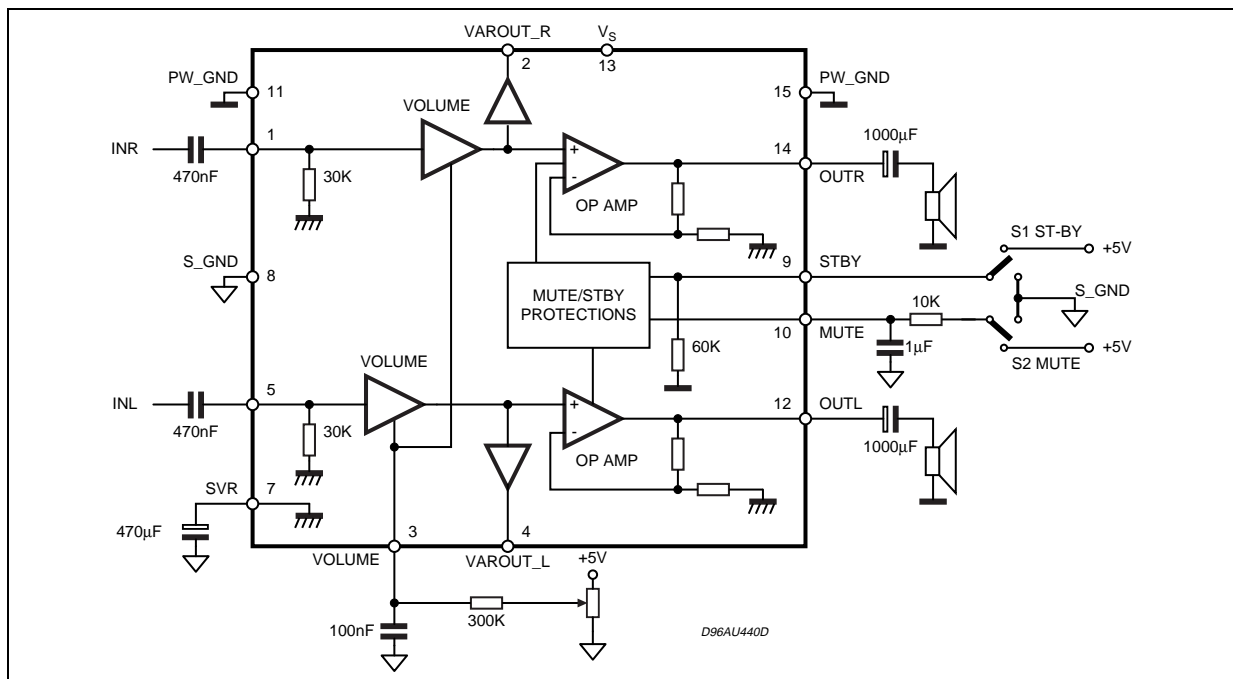 VAROUT_R
VS
2
13
PW_GND
11
15
PW_GND
VOLUME
1
INR
470nF
30K
+
-
OP AMP
14
OUTR
1000µF
S1 ST-BY
+5V
S_GND
8
9
STBY
S_GND
MUTE/STBY
PROTECTIONS
10K
10
MUTE
60K
1µF
+5V
S2 MUTE
VOLUME
5
INL
470nF
30K
+
-
OP AMP
12
OUTL
1000µF
SVR
7
470µF
3
4
VOLUME
VAROUT_L
+5V
300K
100nF
D96AU440D